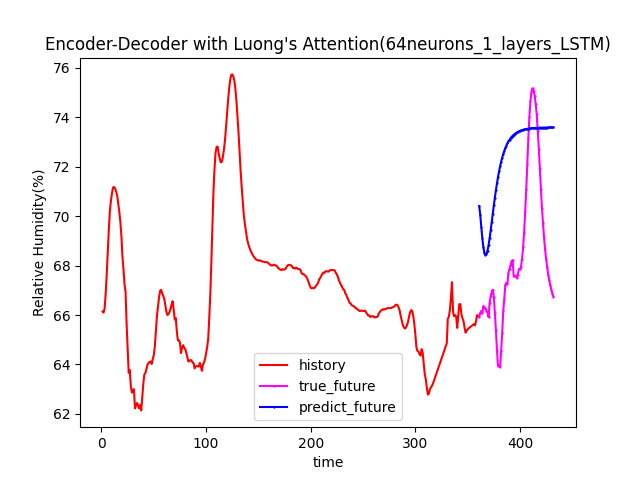 Encoder-Decoder with Luong's Attention(64neurons_1_layers_LSTM)
76
74
72
70
68
66
64
62
Relative Humidity(%)
history
true_future
predict_future
0 100 200 300 400
time